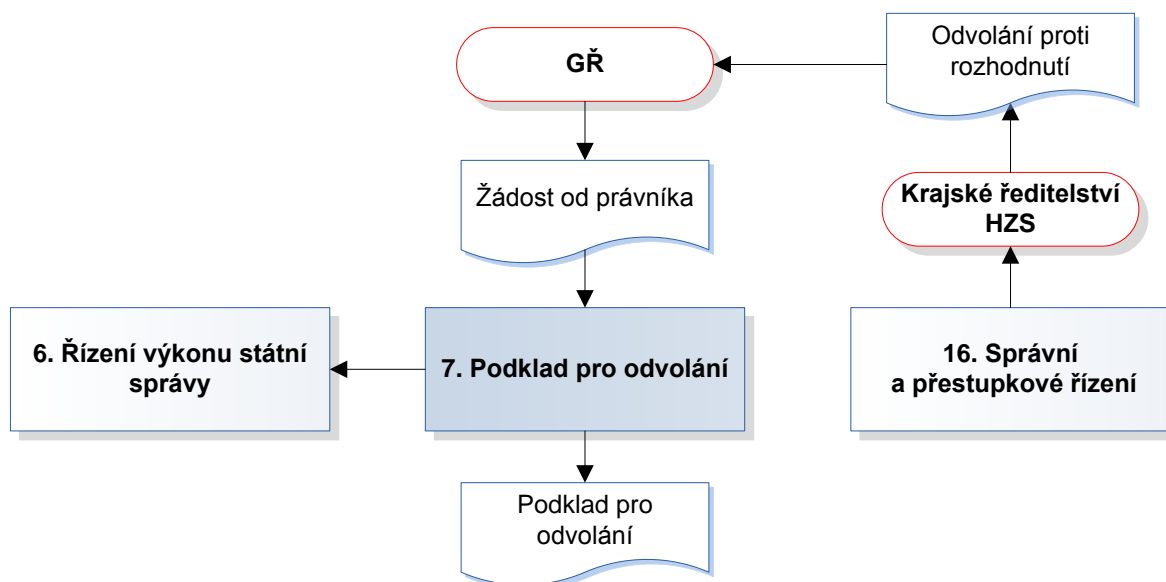 GŘ
Odvolání proti
rozhodnutí
Žádost od právníka
Krajské ředitelství
HZS
6. Řízení výkonu státní
správy
7. Podklad pro odvolání
16. Správní
a přestupkové řízení
Podklad pro
odvolání